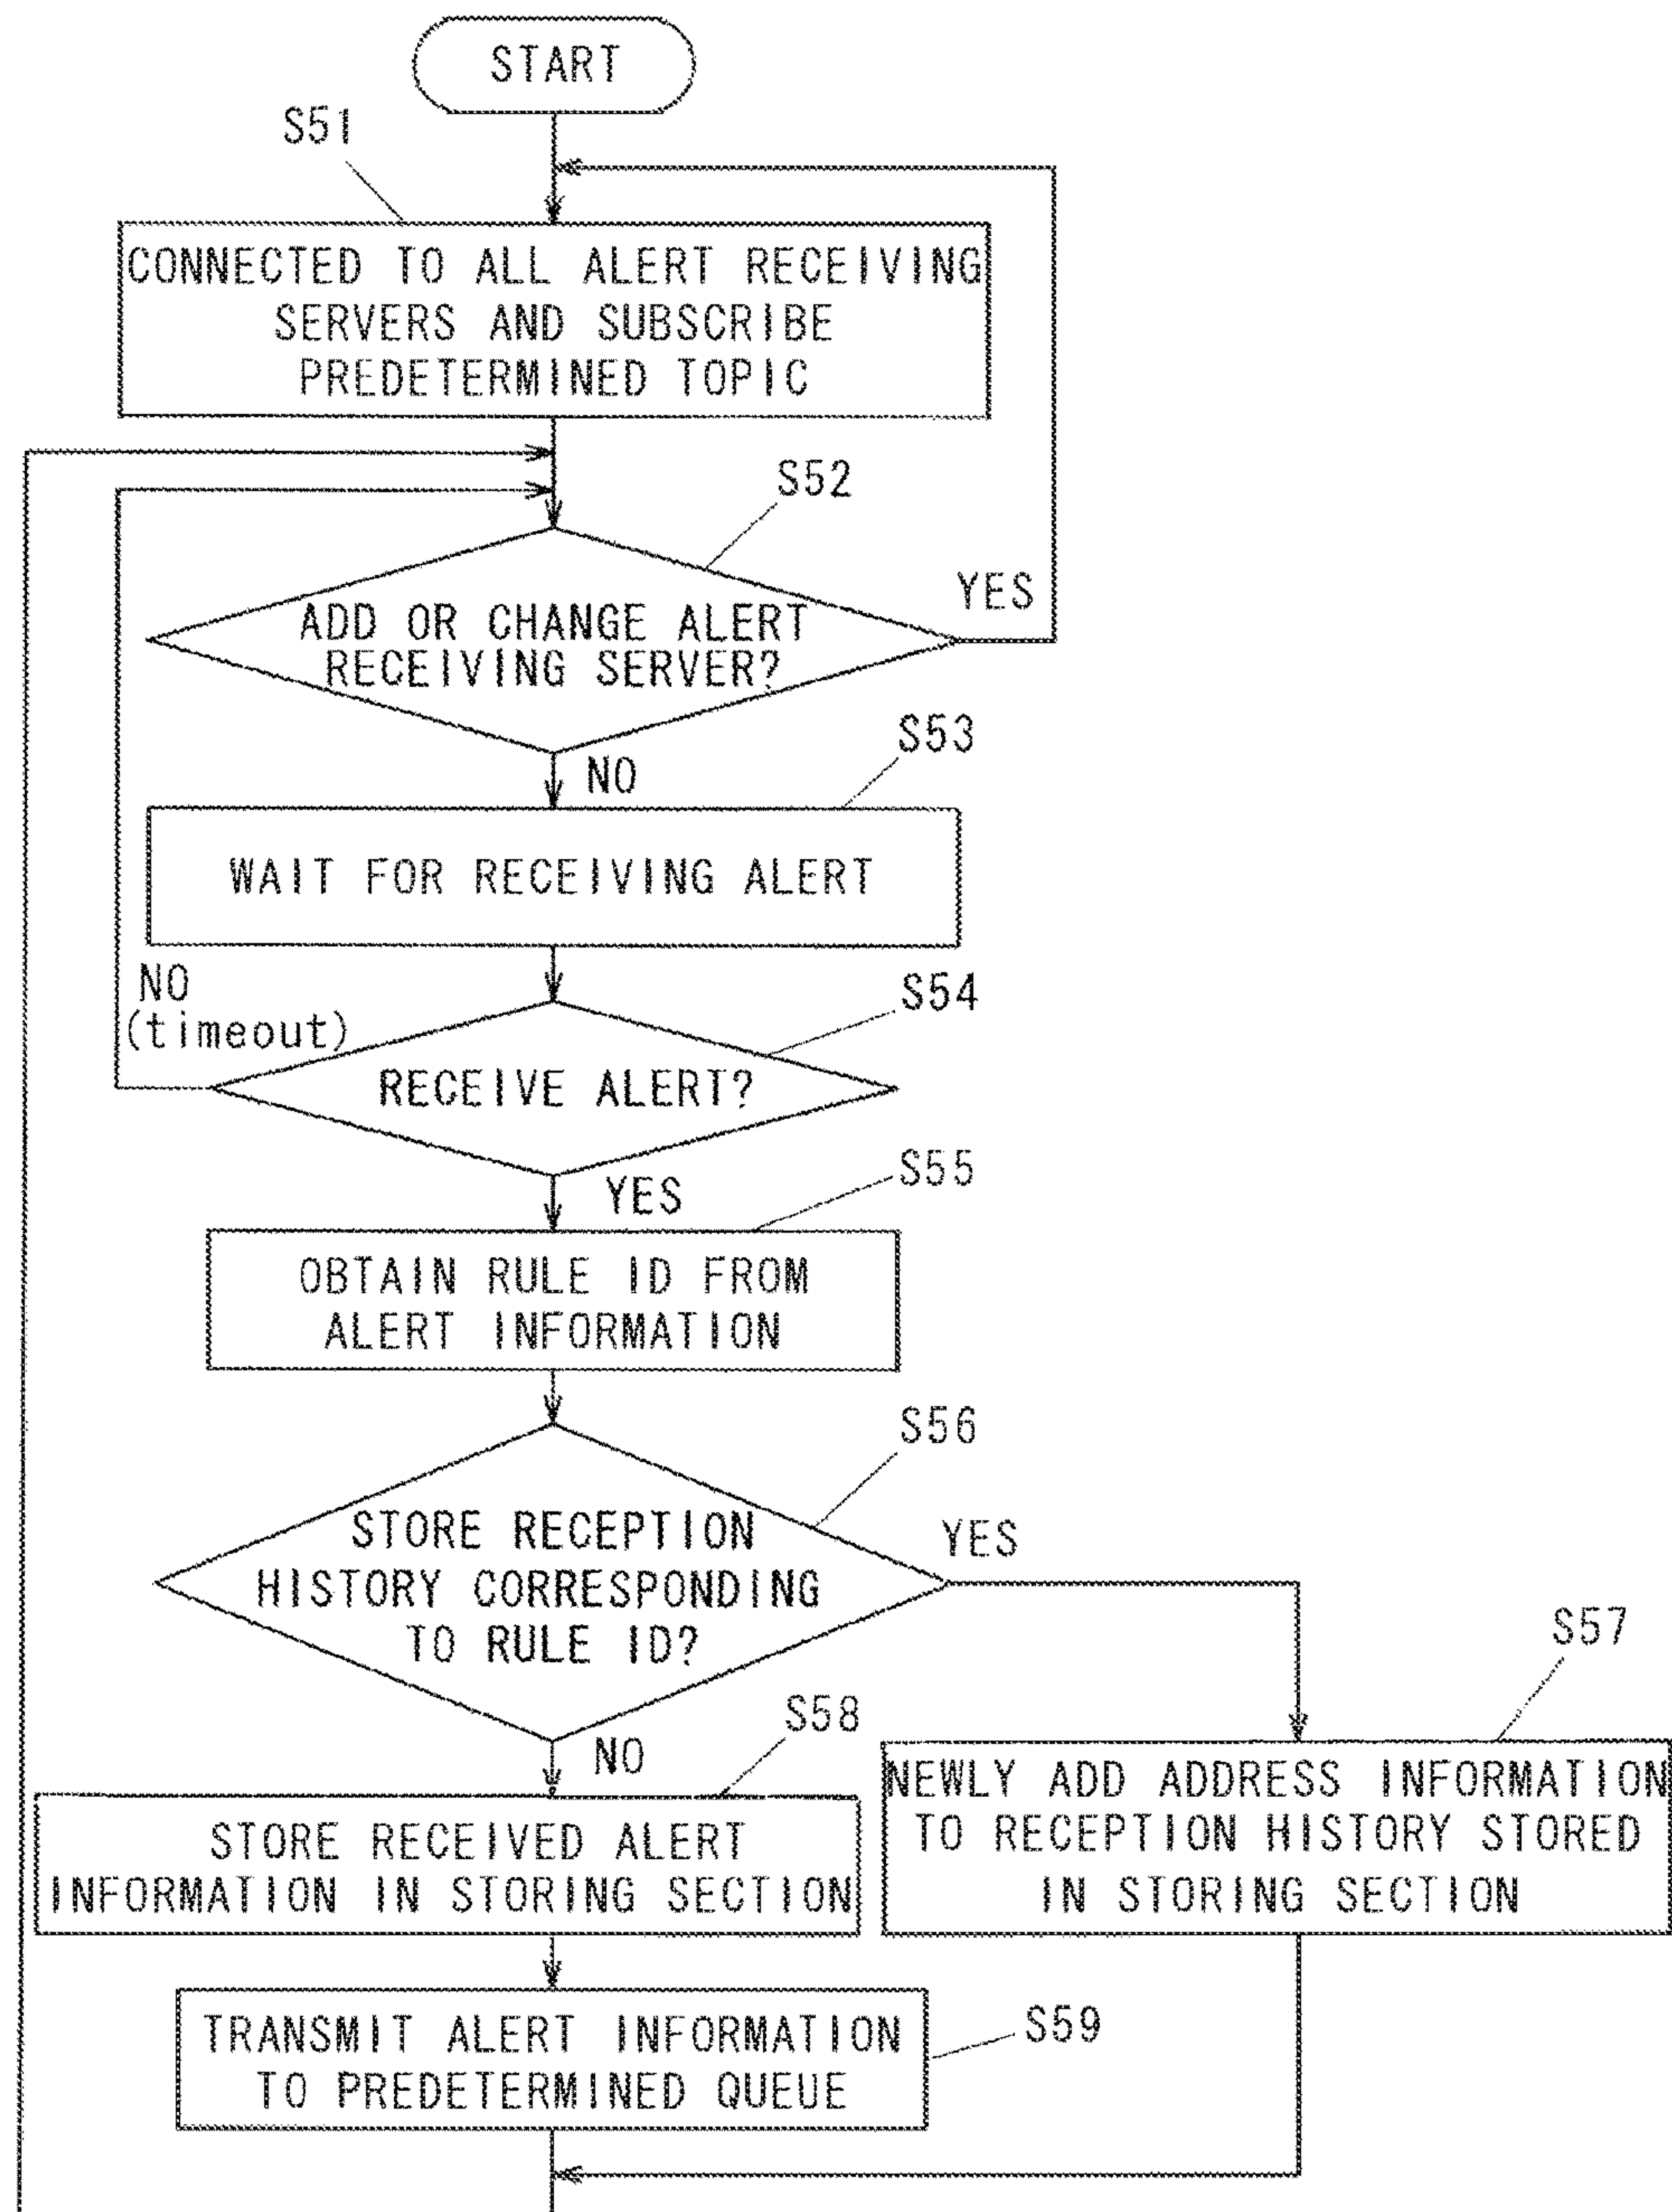 START
S51
CONNECTED TO ALL ALERT RECEIVING
SERVERS AND SUBSCRIBE
PREDETERMINED TOPIC
S52
YES
ADD OR CHANGE ALERT
RECEIVING SERVER?
S53
NO
WAIT FOR RECEIVING ALERT
NO
(timeout)
S54
RECEIVE ALERT?
S55
YES
OBTAIN RULE ID FROM
ALERT INFORMATION
S56
STORE RECEPTION
HISTORY CORRESPONDING
TO RULE ID?
YES
S57
S58
NO
NEWLY ADD ADDRESS INFORMATION
TO RECEPTION HISTORY STORED
IN STORING SECTION
STORE RECEIVED ALERT
INFORMATION IN STORING SECTION
TRANSMIT ALERT INFORMATION
TO PREDETERMINED QUEUE
S59